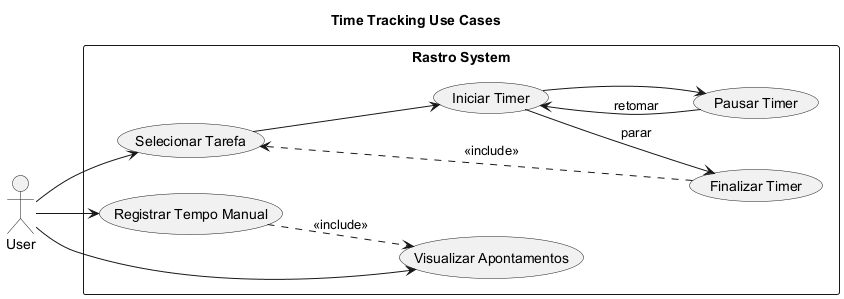 Time Tracking Use Cases
Rastro System
Iniciar Timer
retomar
Pausar Timer
parar
Selecionar Tarefa
«include»
Finalizar Timer
Registrar Tempo Manual
«include»
User
Visualizar Apontamentos